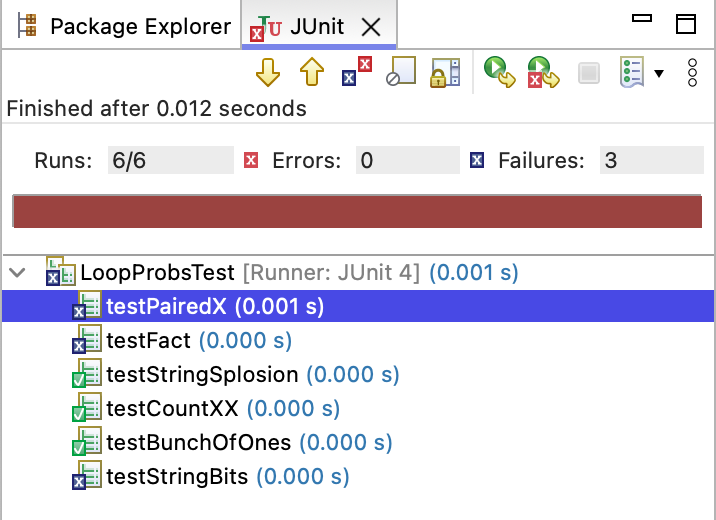 Package Explorer JUnit
Finished after 0.012 seconds
Runs: 6/6 Errors: 0 Failures: 3
LoopProbsTest [Runner: JUnit 4] (0.001 s)
testPairedX (0.001 s)
testFact (0.000 s)
testStringSplosion (0.000 s)
testCountXX (0.000 s)
testBunchOfOnes (0.000 s)
testStringBits (0.000 s)